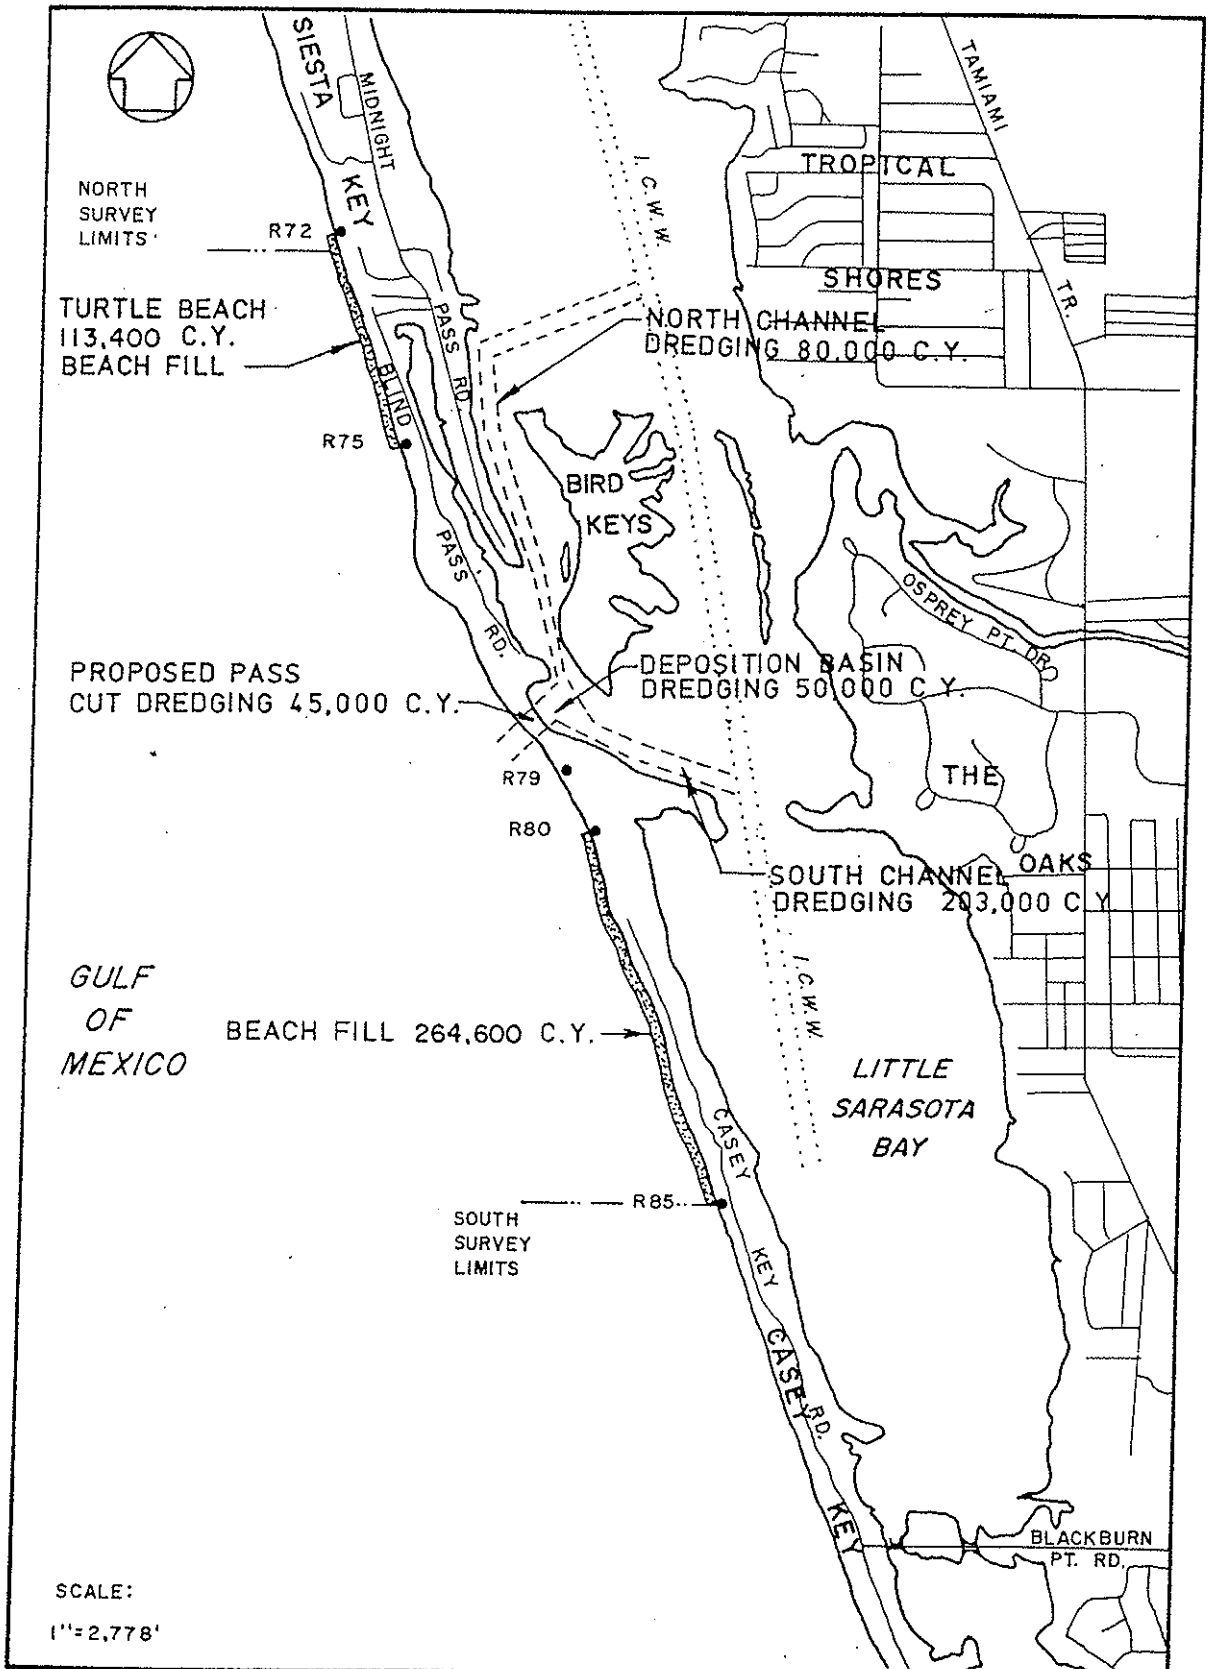 SIESTA
KEY
MIDNIGHT
PASS
RD.
TAMIAMI
TR.
I.C.W.W.
TROPICAL
SHORES
NORTH
SURVEY
LIMITS
R72
TURTLE BEACH
113,400 C.Y.
BEACH FILL
NORTH CHANNEL
DREDGING 80,000 C.Y.
BLIND
PASS
RD.
R75
BIRD
KEYS
OSPREY PT. DR.
PROPOSED PASS
CUT DREDGING 45,000 C.Y.
DEPOSITION BASIN
DREDGING 50,000 C.Y.
R79
THE
OAKS
R80
SOUTH CHANNEL
DREDGING 203,000 C.Y.
GULF
OF
MEXICO
BEACH FILL 264,600 C.Y.
I.C.W.W.
LITTLE
SARASOTA
BAY
CASEY
KEY
RD.
R85
SOUTH
SURVEY
LIMITS
CASEY
KEY
BLACKBURN
PT. RD.
SCALE:
1"=2,778'